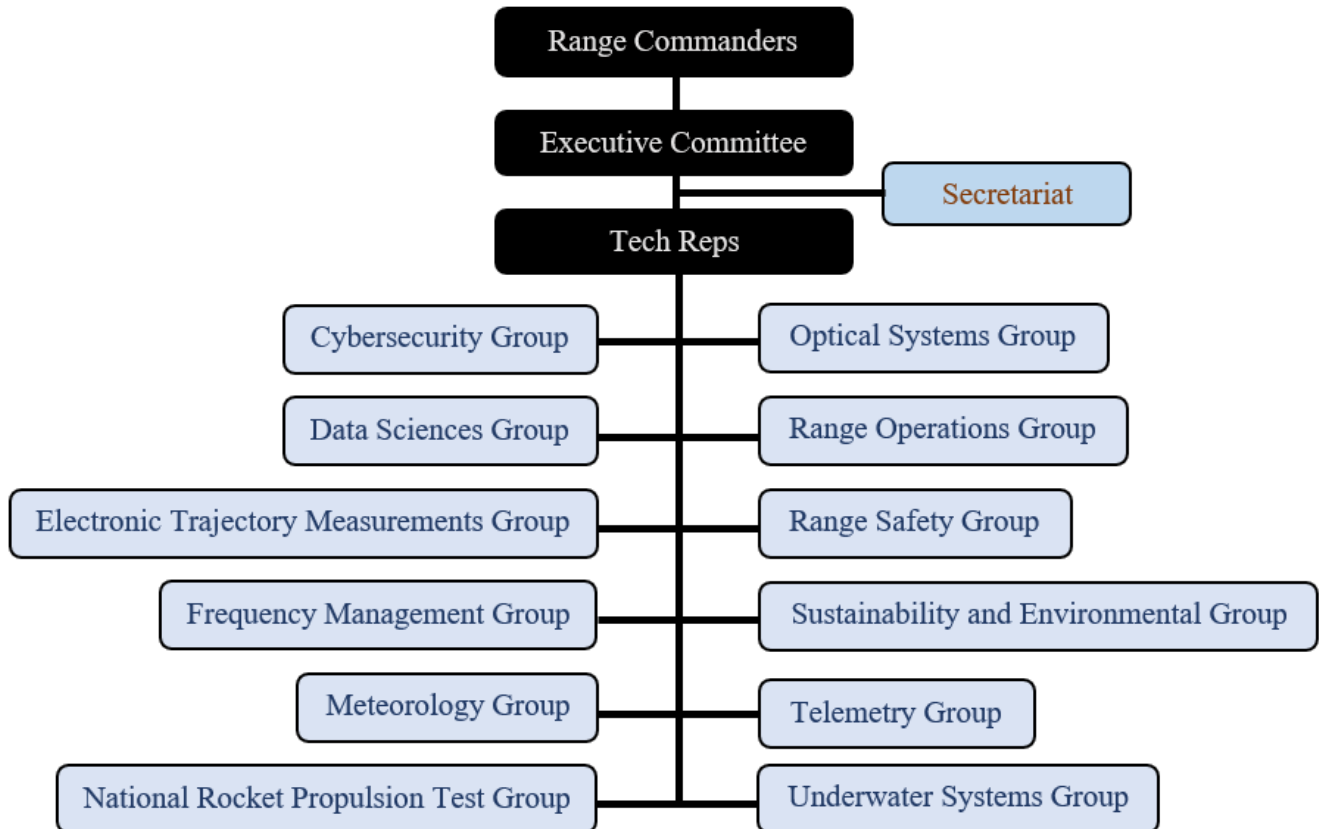 Range Commanders
Executive Committee
Secretariat
Tech Reps
Cybersecurity Group
Optical Systems Group
Data Sciences Group
Range Operations Group
Electronic Trajectory Measurements Group
Range Safety Group
Frequency Management Group
Sustainability and Environmental Group
Meteorology Group
Telemetry Group
National Rocket Propulsion Test Group
Underwater Systems Group